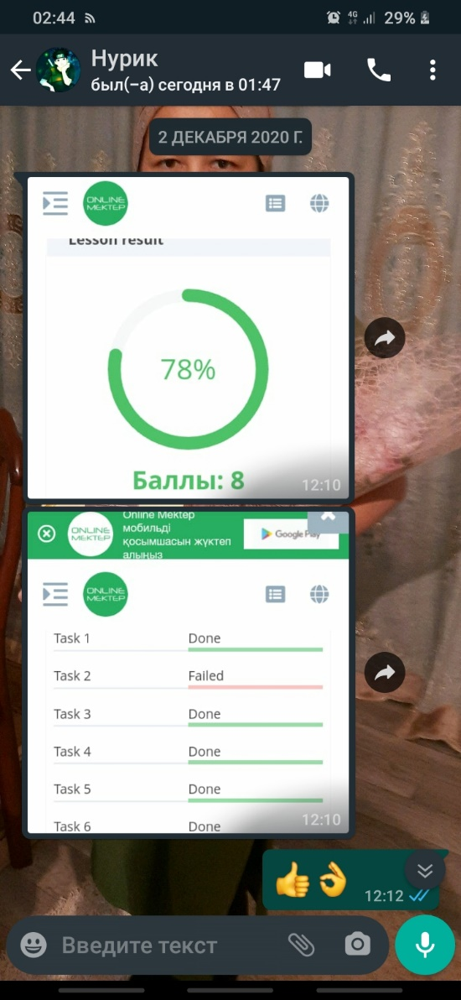 02:44
4G
29%
Нурик
был(-а) сегодня в 01:47
2 ДЕКАБРЯ 2020 Г.
ONLINE
MEKTEP
Lesson result
78%
Баллы: 8
12:10
Online Mektep
мобильді
қосымшасын жүктеп
алыңыз
ONLINE
MEKTEP
Google Play
ONLINE
MEKTEP
Task 1 Done
Task 2 Failed
Task 3 Done
Task 4 Done
Task 5 Done
Task 6 Done
12:10
👍👌
12:12
Введите текст